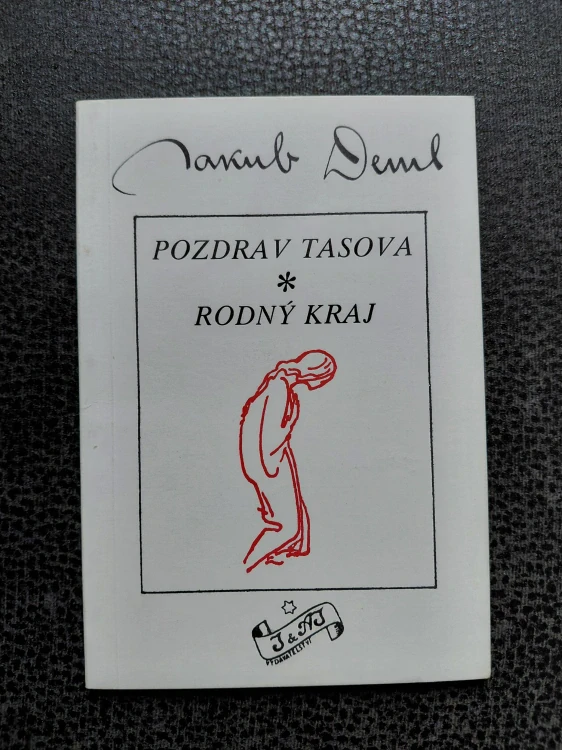 Jakub Deml
POZDRAV TASOVA
*
RODNÝ KRAJ
J & AJ
VYDAVATELSTVÍ